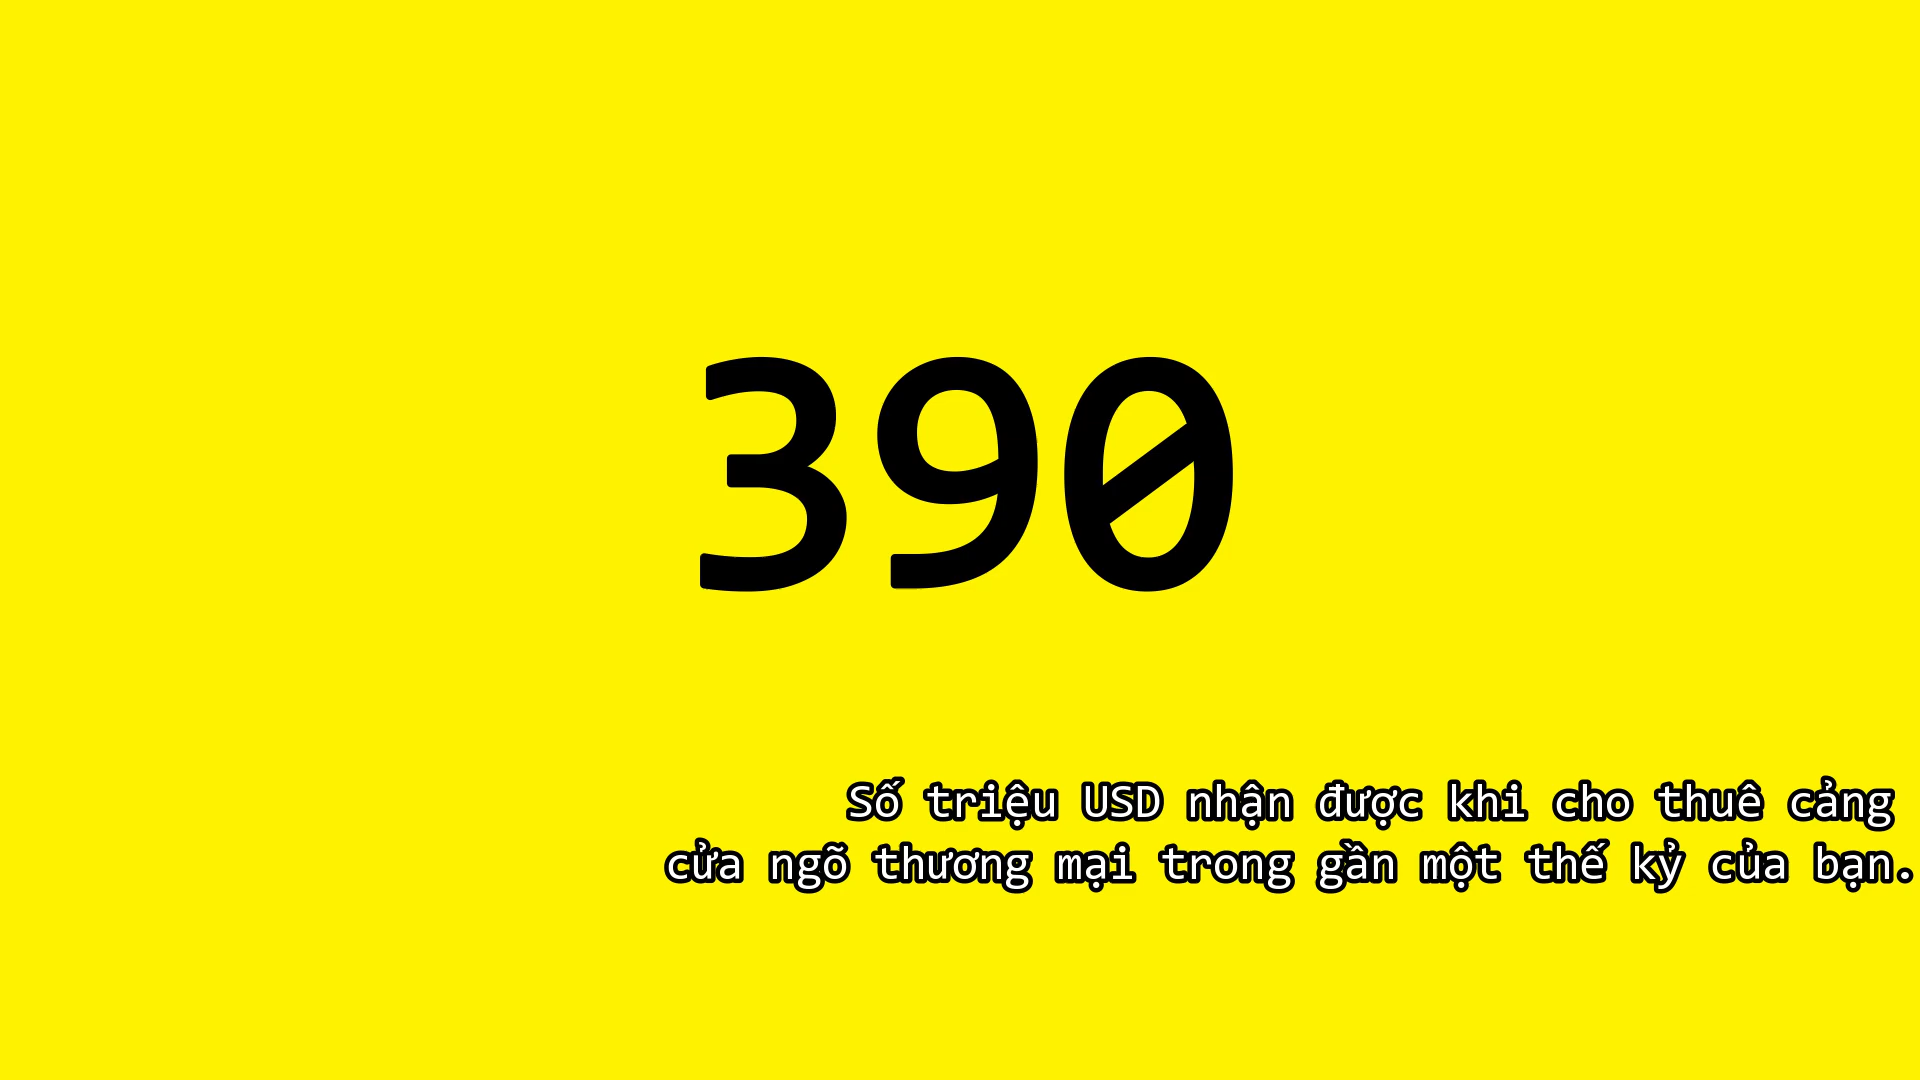 390
Số triệu USD nhận được khi cho thuê cảng
cửa ngõ thương mại trong gần một thế kỷ của bạn.